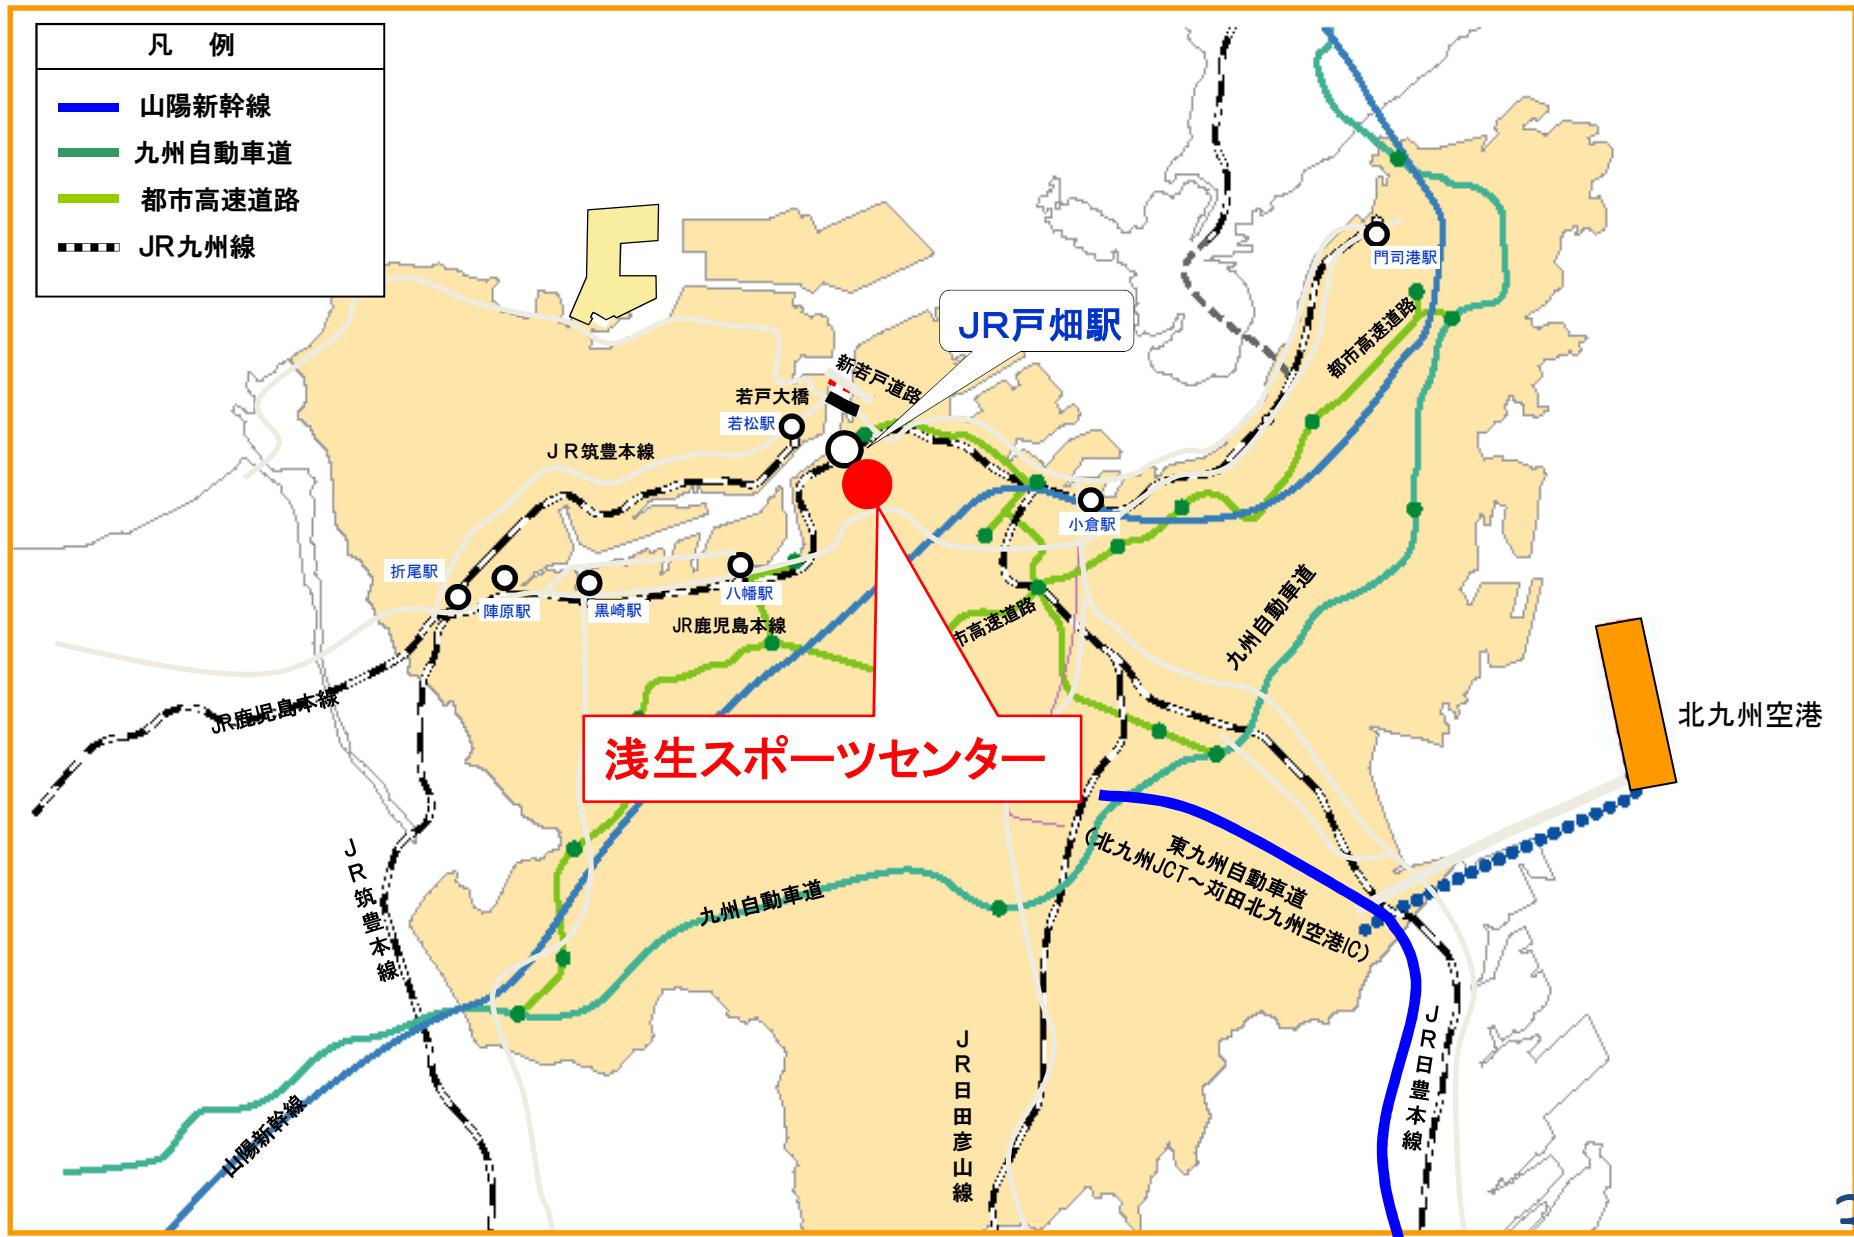 凡 例
山陽新幹線
九州自動車道
都市高速道路
JR九州線
門司港駅
都市高速道路
JR戸畑駅
新若戸道路
若戸大橋
若松駅
JR筑豊本線
小倉駅
折尾駅
陣原駅
黒崎駅
八幡駅
JR鹿児島本線
市高速道路
九州自動車道
JR鹿児島本線
北九州空港
浅生スポーツセンター
東九州自動車道
(北九州JCT～苅田北九州空港IC)
JR筑豊本線
九州自動車道
JR日田彦山線
JR日豊本線
山陽新幹線